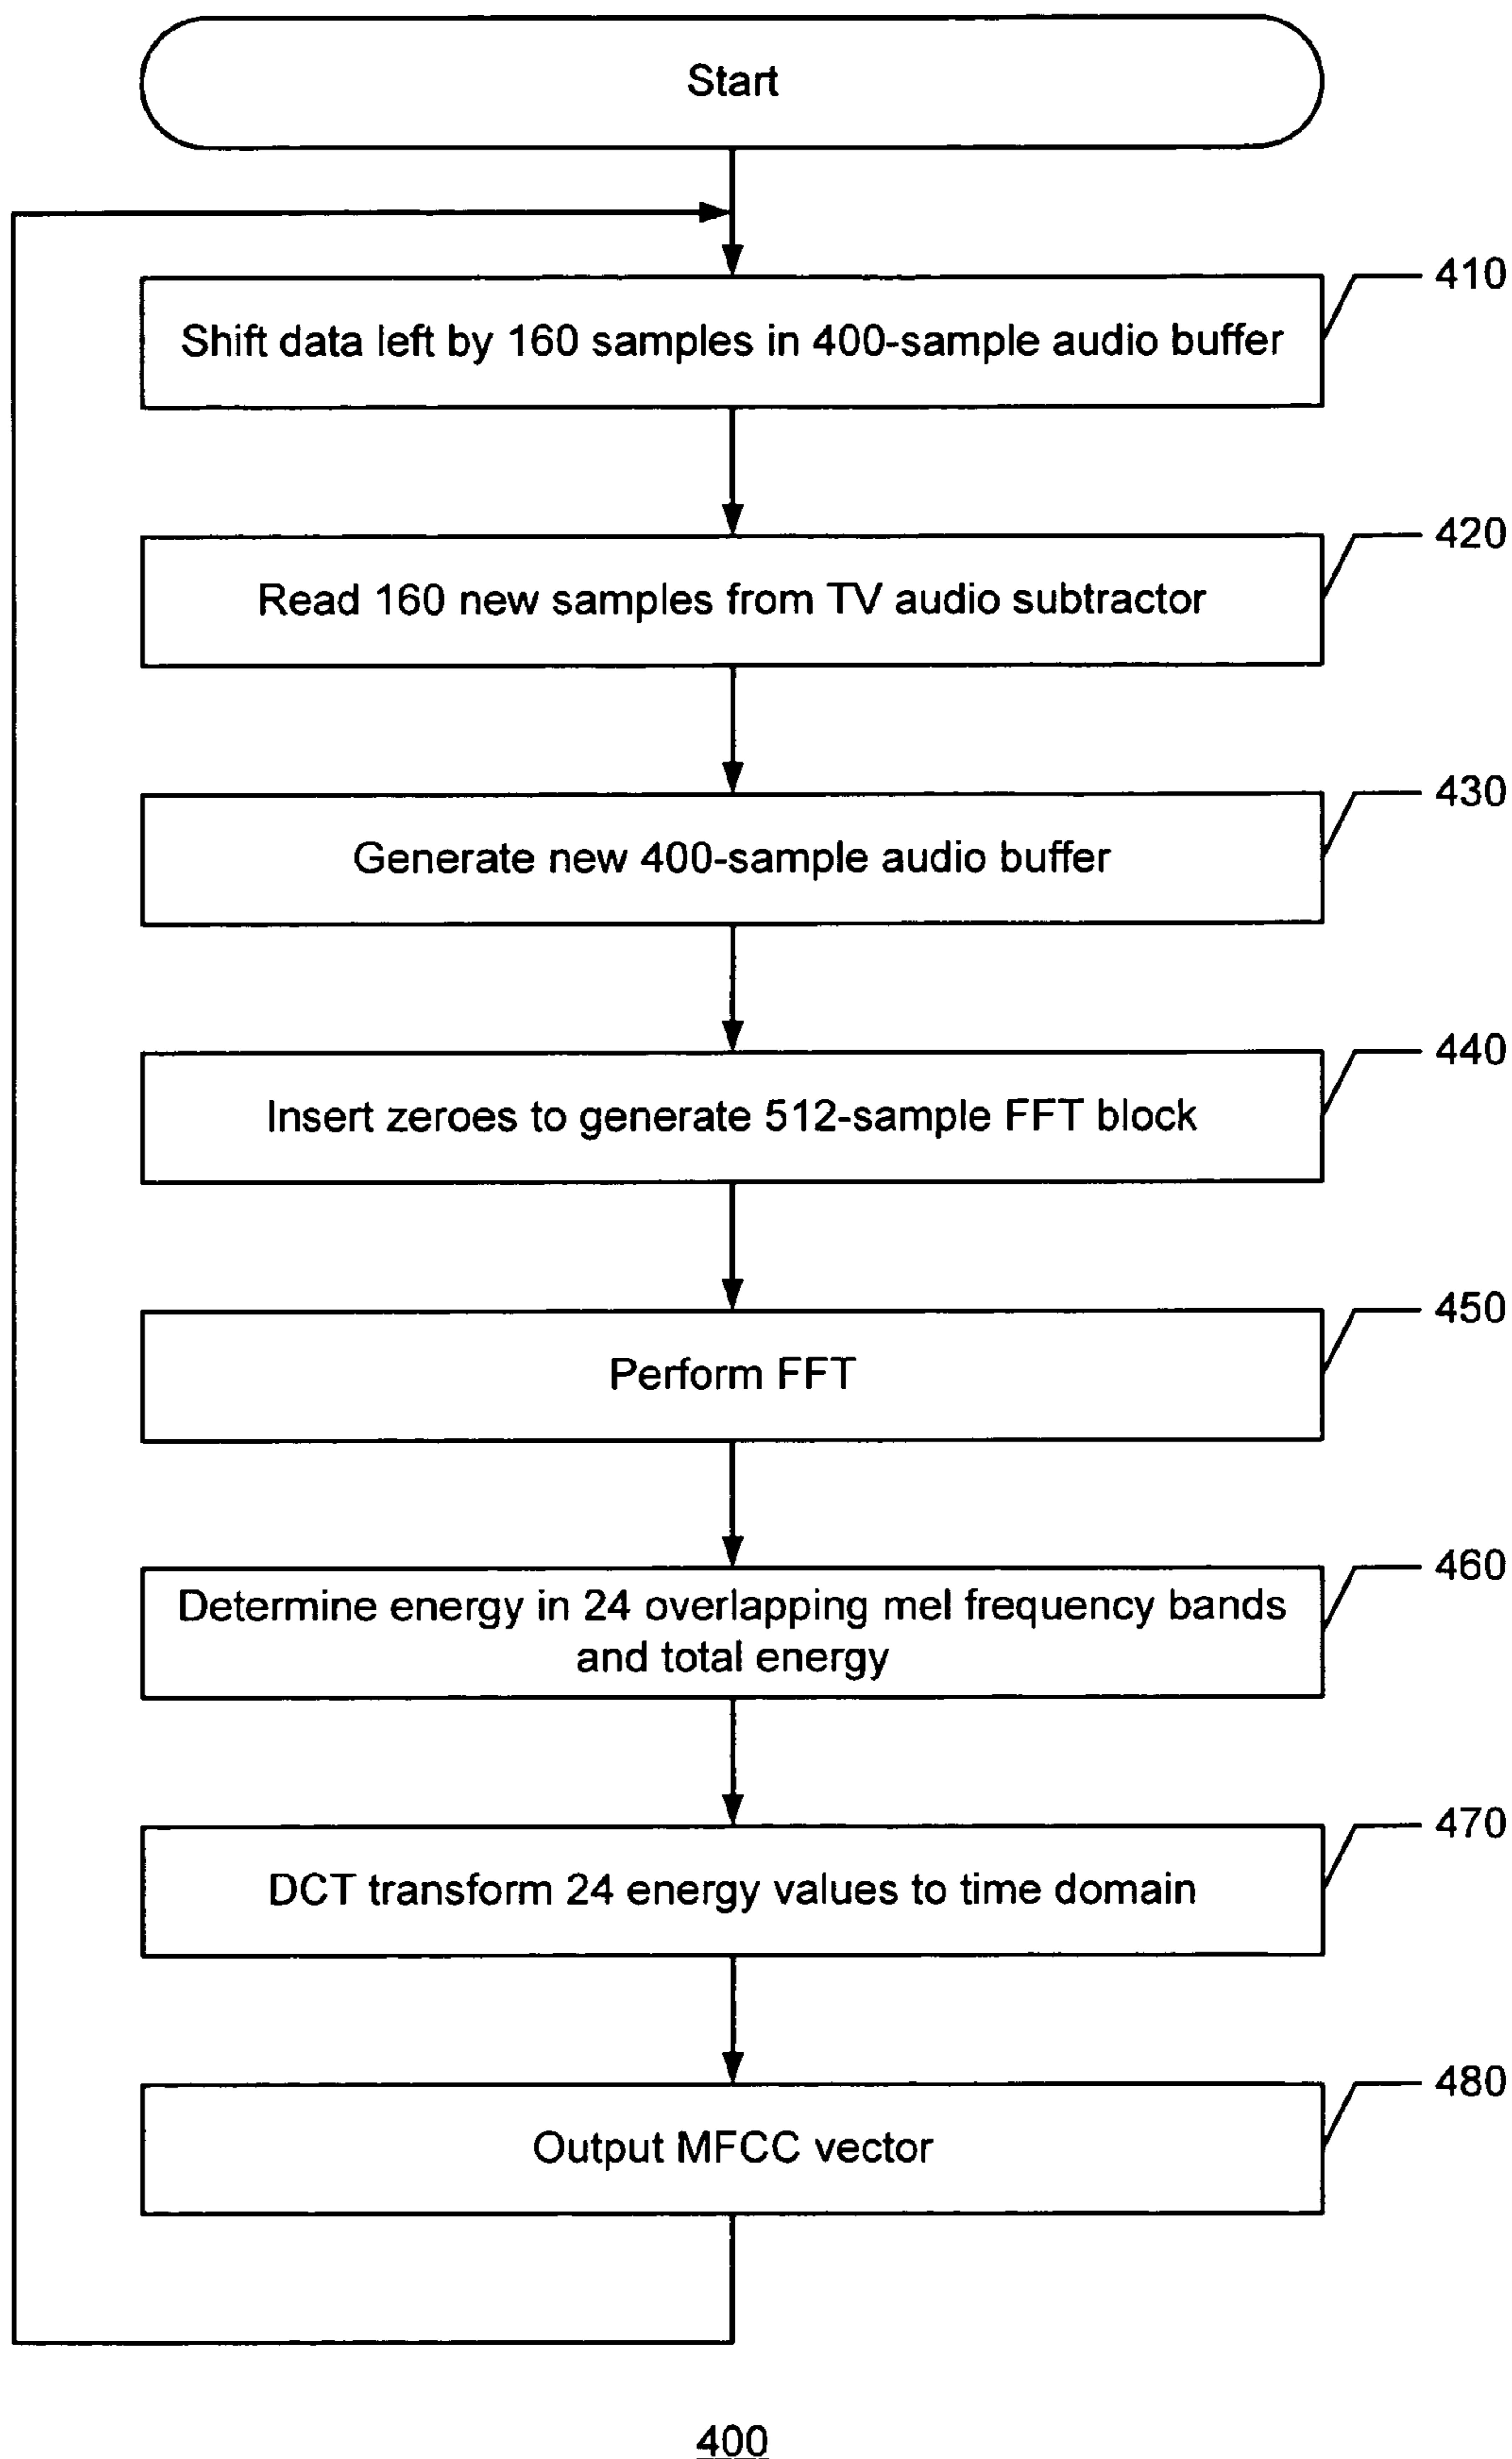 Start
410
Shift data left by 160 samples in 400-sample audio buffer
420
Read 160 new samples from TV audio subtractor
430
Generate new 400-sample audio buffer
440
Insert zeroes to generate 512-sample FFT block
450
Perform FFT
460
Determine energy in 24 overlapping mel frequency bands
and total energy
470
DCT transform 24 energy values to time domain
480
Output MFCC vector
400